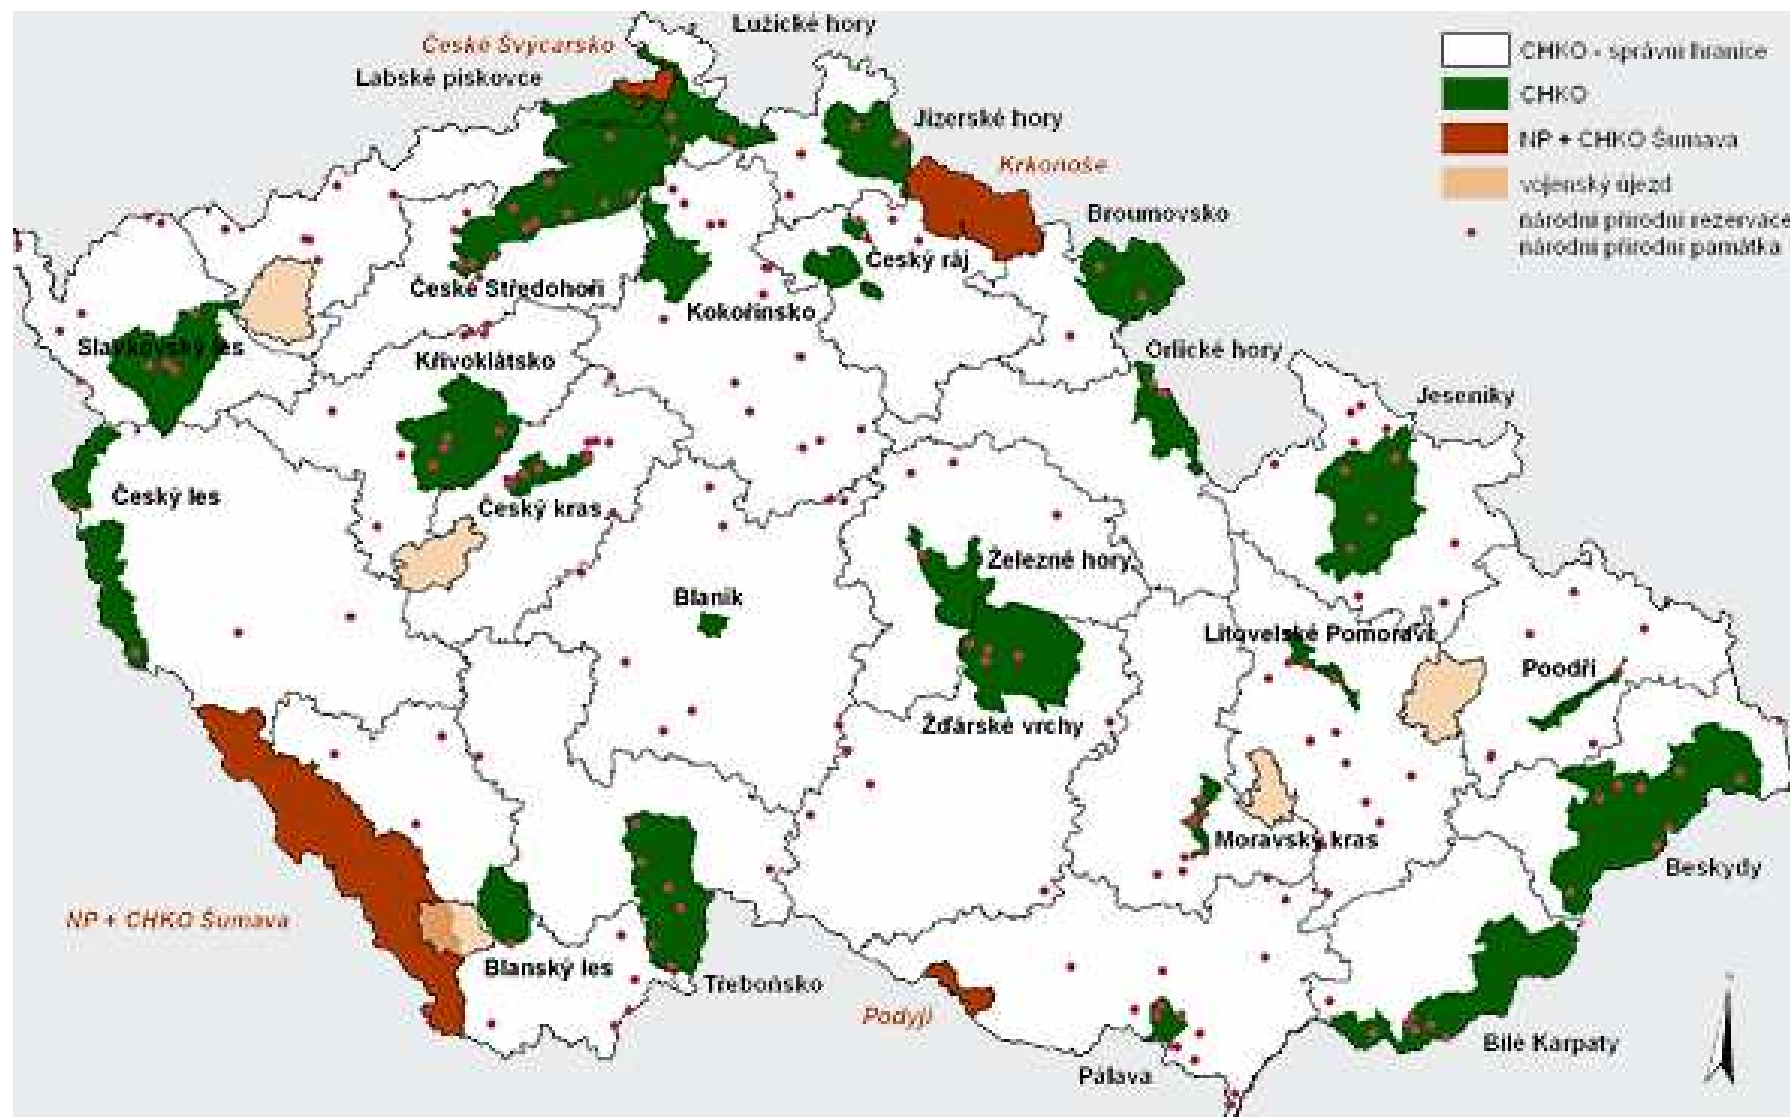 Lužické hory
České Švýcarsko
Labské pískovce
Jizerské hory
Krkonoše
Broumovsko
Český ráj
České Středohoří
Kokořínsko
Slavkovský les
Křivoklátsko
Orlické hory
Jeseníky
Český les
Český kras
Železné hory
Blaník
Litovelské Pomoraví
Poodří
Žďárské vrchy
Moravský kras
Beskydy
NP + CHKO Šumava
Blanský les
Třeboňsko
Podyjí
Bílé Karpaty
Pálava
CHKO - správní hranice
CHKO
NP + CHKO Šumava
vojenský újezd
národní přírodní rezervace
národní přírodní památka